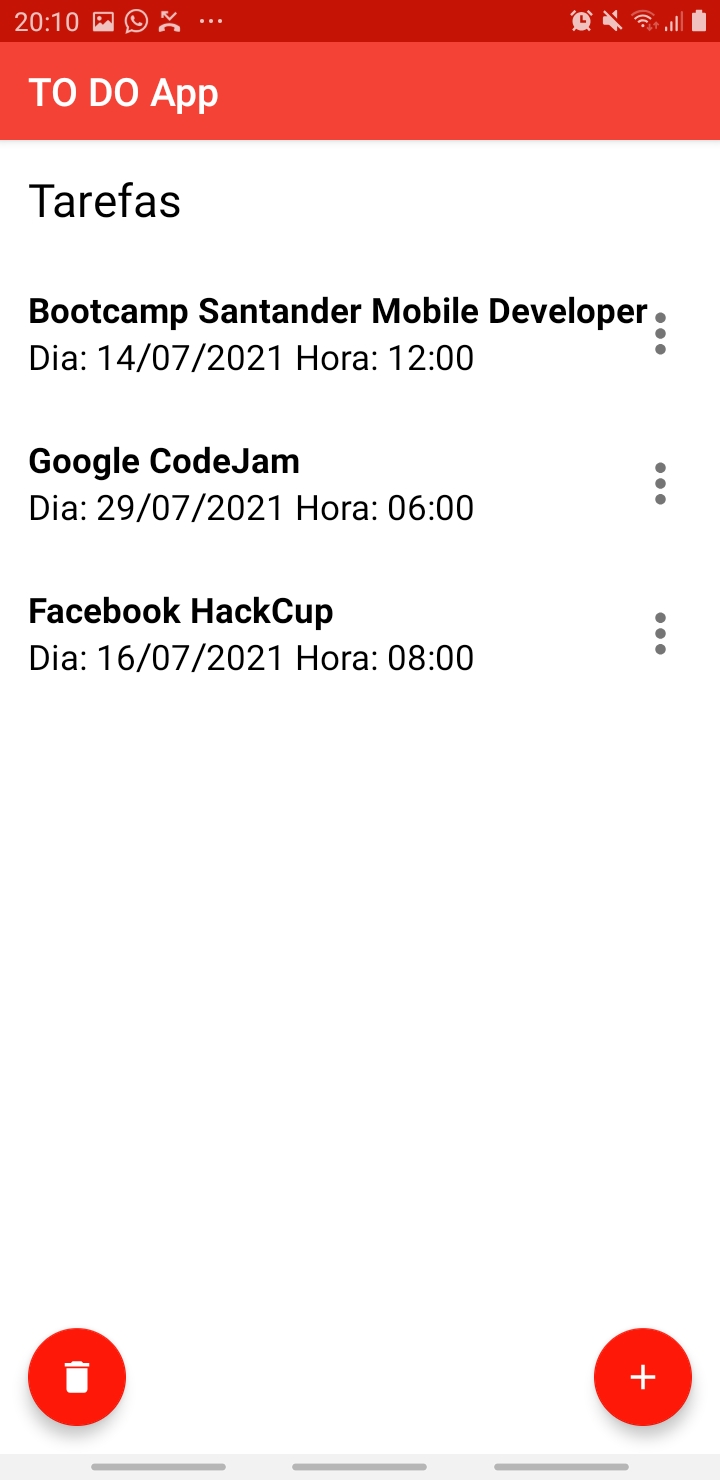 20:10
TO DO App
Tarefas
Bootcamp Santander Mobile Developer
Dia: 14/07/2021 Hora: 12:00
Google CodeJam
Dia: 29/07/2021 Hora: 06:00
Facebook HackCup
Dia: 16/07/2021 Hora: 08:00